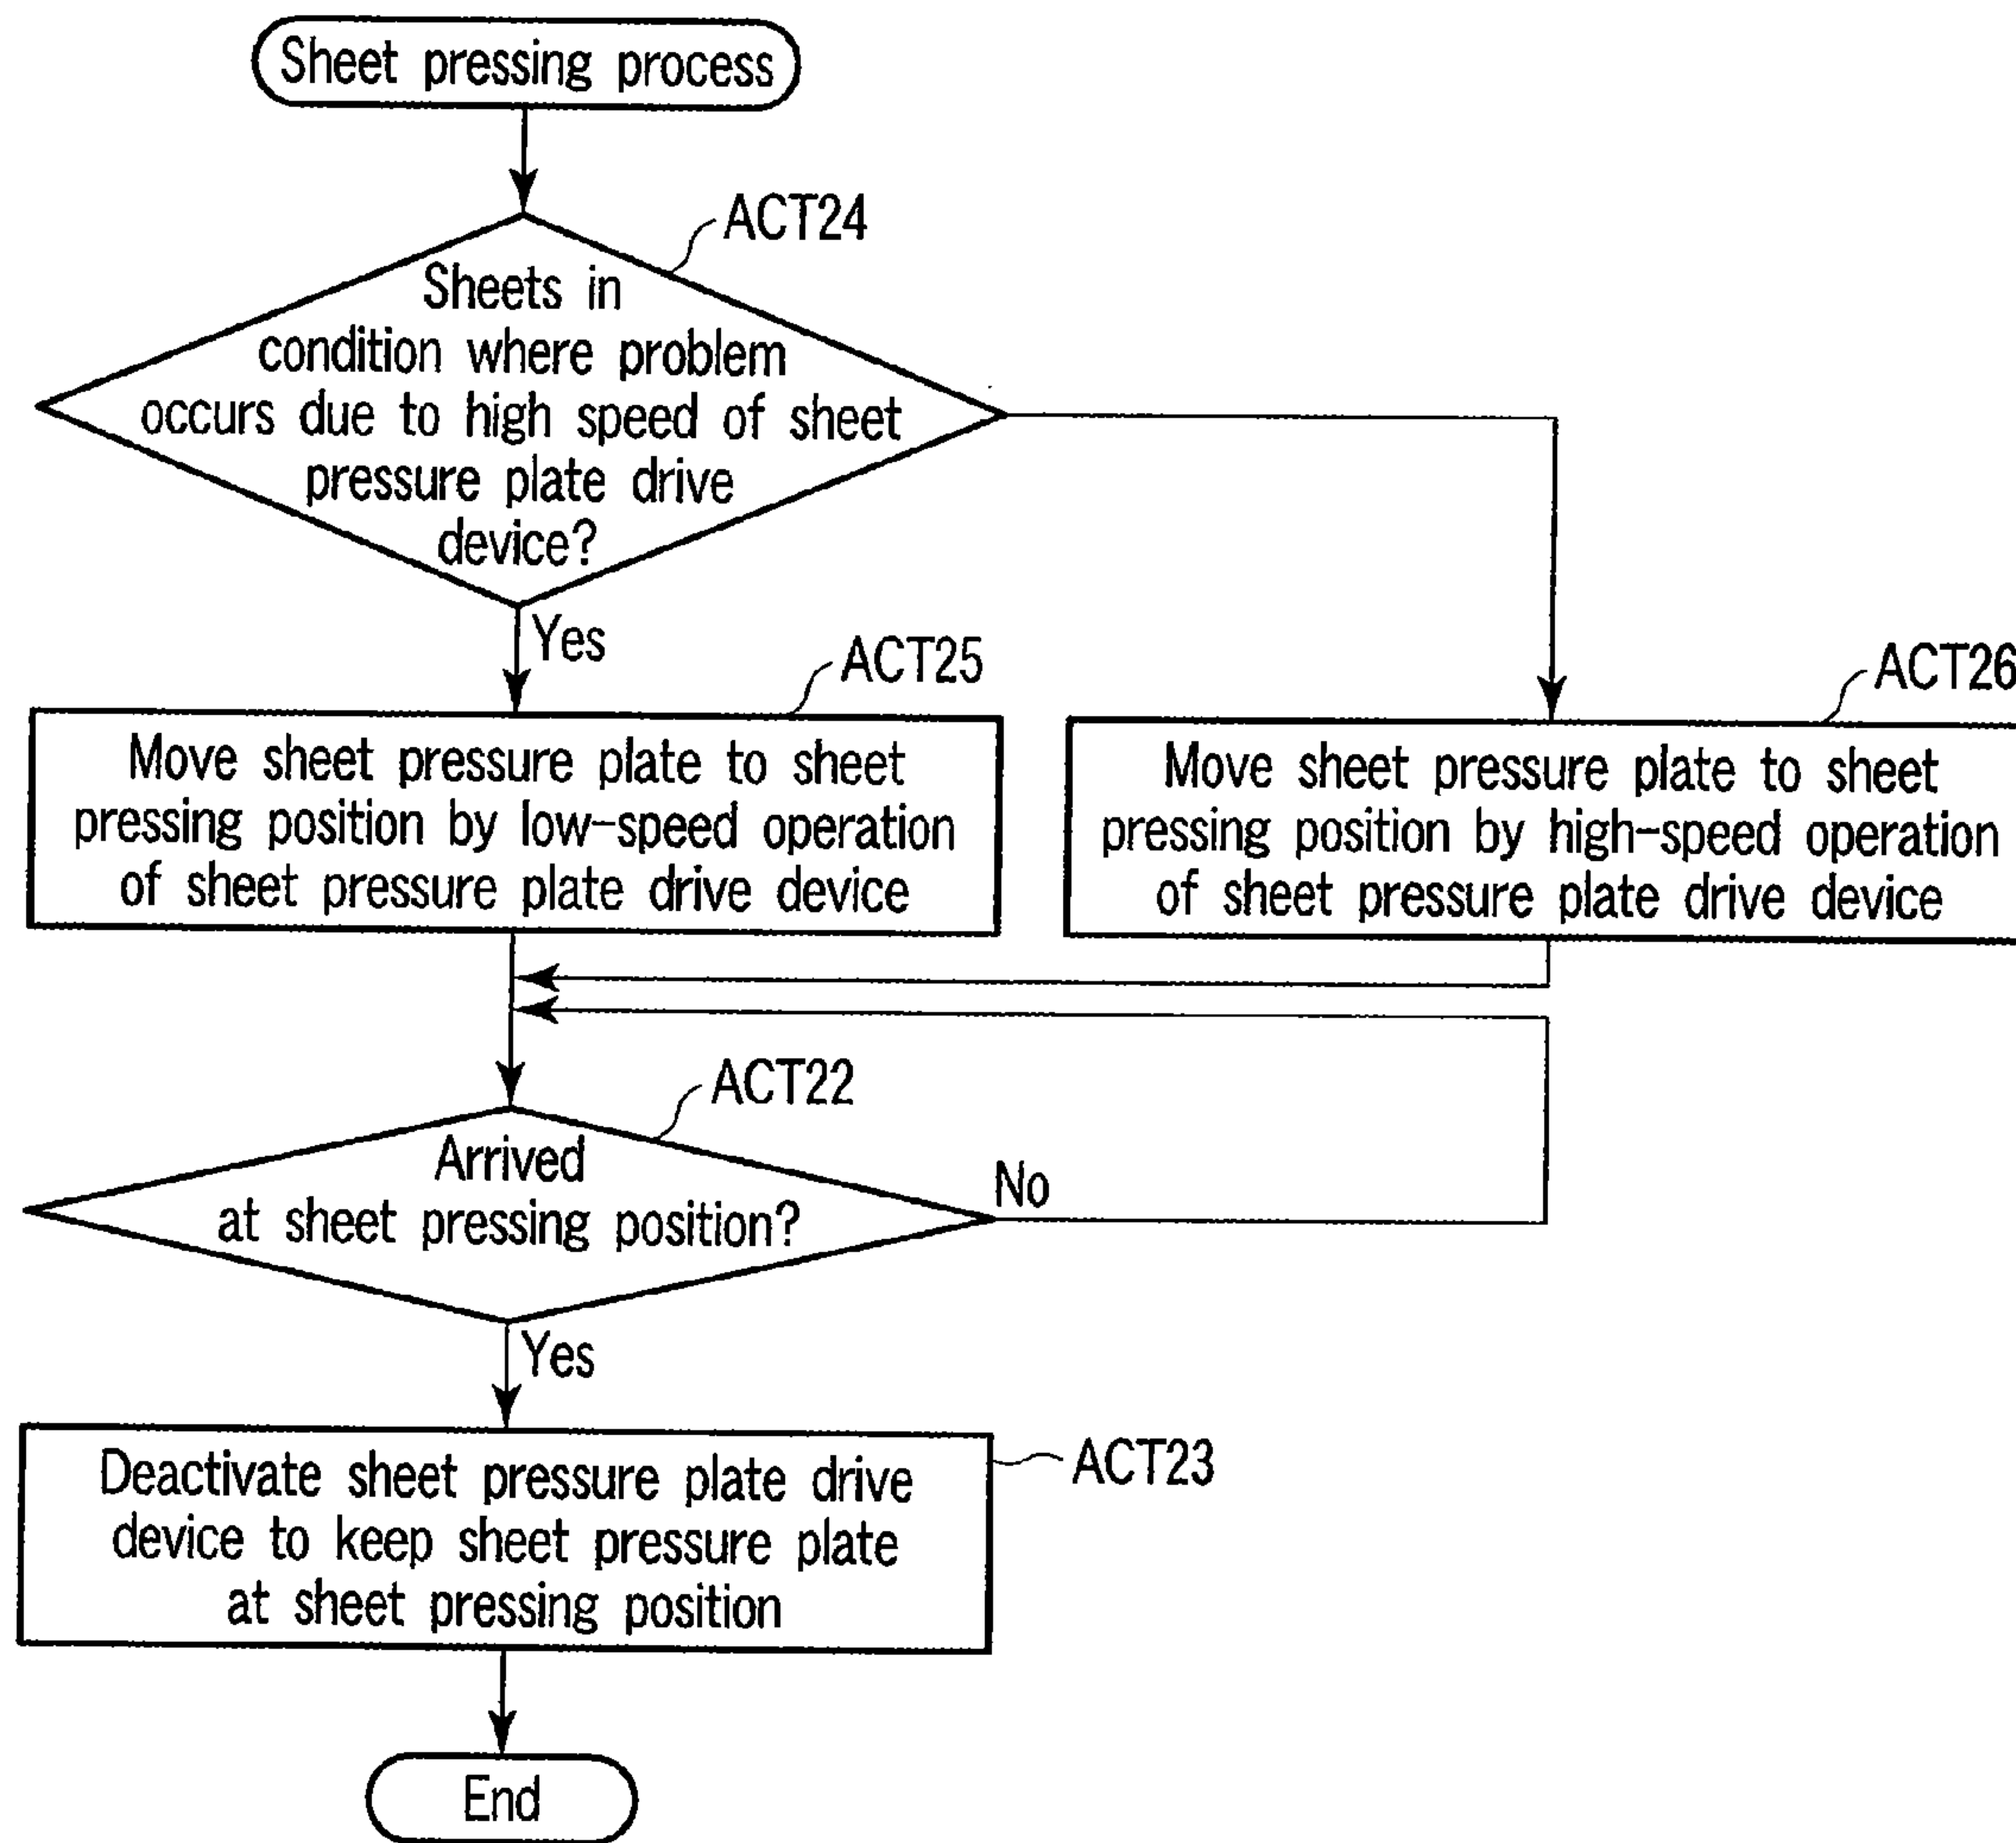 Sheet pressing process
ACT24
Sheets in
condition where problem
occurs due to high speed of sheet
pressure plate drive
device?
Yes
ACT25
Move sheet pressure plate to sheet
pressing position by low-speed operation
of sheet pressure plate drive device
ACT26
Move sheet pressure plate to sheet
pressing position by high-speed operation
of sheet pressure plate drive device
ACT22
Arrived
at sheet pressing position?
No
Yes
ACT23
Deactivate sheet pressure plate drive
device to keep sheet pressure plate
at sheet pressing position
End